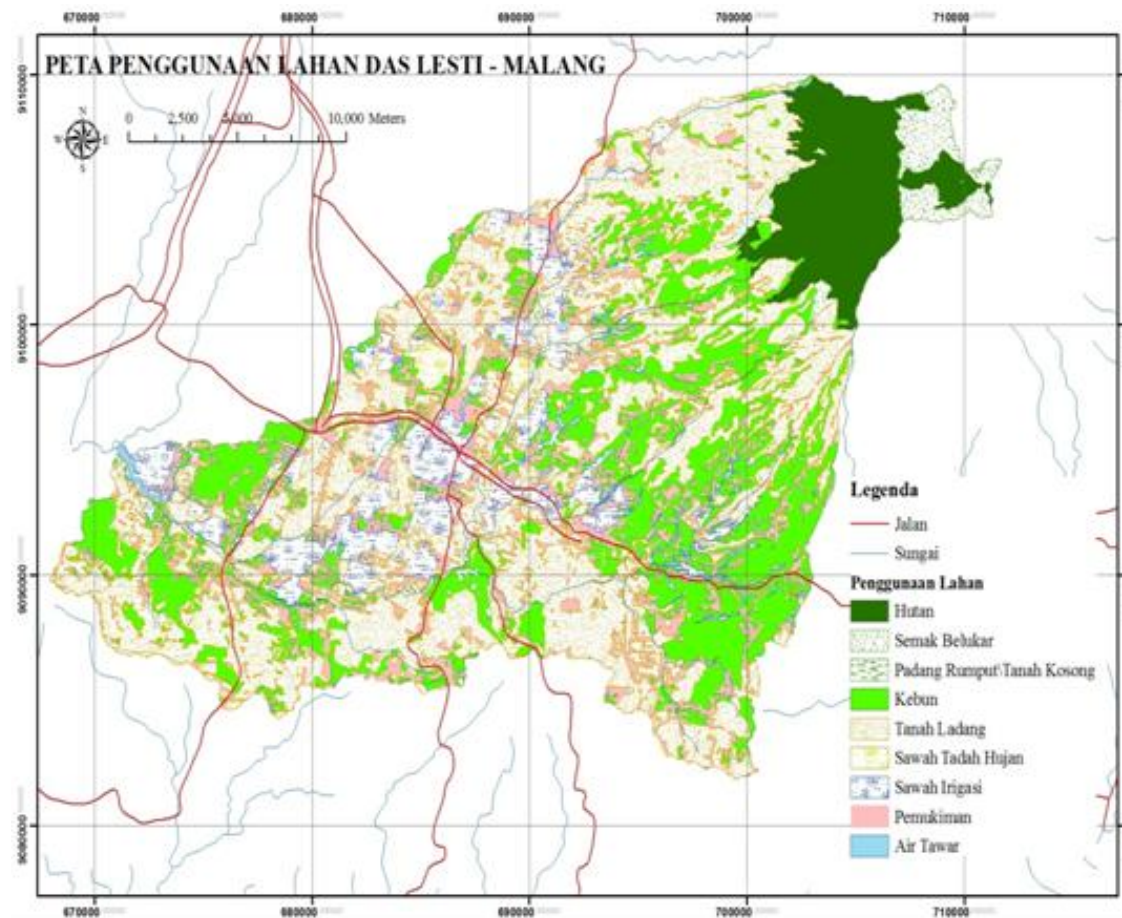 670000 680000 690000 700000 710000
PETA PENGGUNAAN LAHAN DAS LESTI - MALANG
N
W E
S
0 2,500 5,000 10,000 Meters
9110000
9100000
9090000
9080000
Legenda
Jalan
Sungai
Penggunaan Lahan
Hutan
Semak Belukar
Padang Rumput\Tanah Kosong
Kebun
Tanah Ladang
Sawah Tadah Hujan
Sawah Irigasi
Pemukiman
Air Tawar
670000 680000 690000 700000 710000